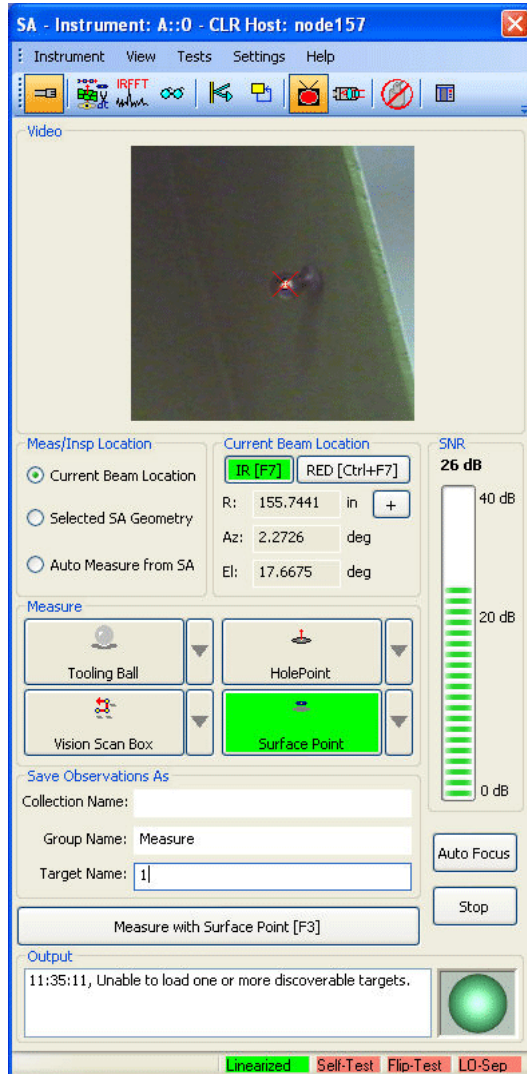 SA - Instrument: A::0 - CLR Host: node157
Instrument View Tests Settings Help
IRFFT
Video
Meas/Insp Location
Current Beam Location
Selected SA Geometry
Auto Measure from SA
Current Beam Location
IR [F7] RED [Ctrl+F7]
R: 155.7441 in +
Az: 2.2726 deg
El: 17.6675 deg
SNR
26 dB
40 dB
20 dB
0 dB
Measure
Tooling Ball
HolePoint
Vision Scan Box
Surface Point
Save Observations As
Collection Name:
Group Name: Measure
Target Name: 1
Auto Focus
Stop
Measure with Surface Point [F3]
Output
11:35:11, Unable to load one or more discoverable targets.
Linearized Self-Test Flip-Test LO-Sep